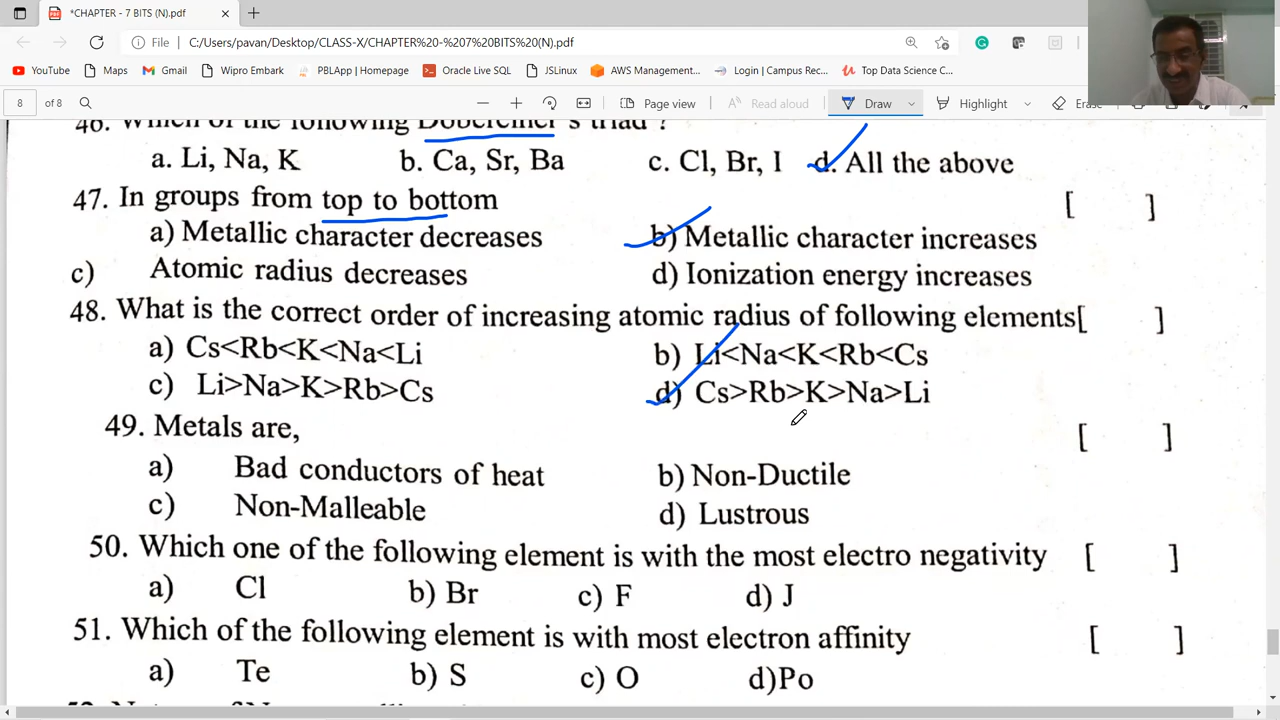 *CHAPTER - 7 BITS (N).pdf
File C:/Users/pavan/Desktop/CLASS-X/CHAPTER%20-%207%20BITS%20(N).pdf
YouTube Maps Gmail Wipro Embark PBLApp | Homepage Oracle Live SQL JSLinux AWS Management... Login | Campus Rec... Top Data Science C...
8 of 8 Page view Read aloud Draw Highlight Erase
46. Which of the following Dobereiner's triad ?
a. Li, Na, K b. Ca, Sr, Ba c. Cl, Br, I d. All the above
47. In groups from top to bottom [ ]
a) Metallic character decreases b) Metallic character increases
c) Atomic radius decreases d) Ionization energy increases
48. What is the correct order of increasing atomic radius of following elements[ ]
a) Cs<Rb<K<Na<Li b) Li<Na<K<Rb<Cs
c) Li>Na>K>Rb>Cs d) Cs>Rb>K>Na>Li
49. Metals are, [ ]
a) Bad conductors of heat b) Non-Ductile
c) Non-Malleable d) Lustrous
50. Which one of the following element is with the most electro negativity [ ]
a) Cl b) Br c) F d) J
51. Which of the following element is with most electron affinity [ ]
a) Te b) S c) O d)Po